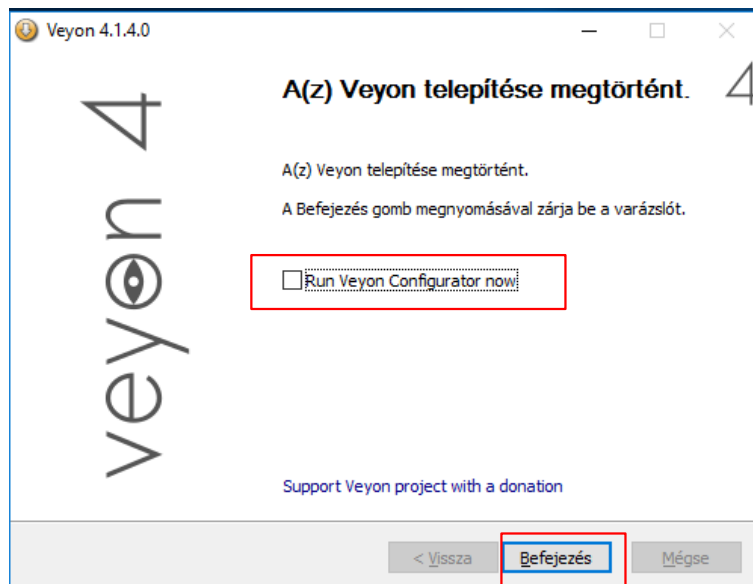 Veyon 4.1.4.0
veyon 4
A(z) Veyon telepítése megtörtént.
4
A(z) Veyon telepítése megtörtént.
A Befejezés gomb megnyomásával zárja be a varázslót.
Run Veyon Configurator now
Support Veyon project with a donation
< Vissza
Befejezés
Mégse